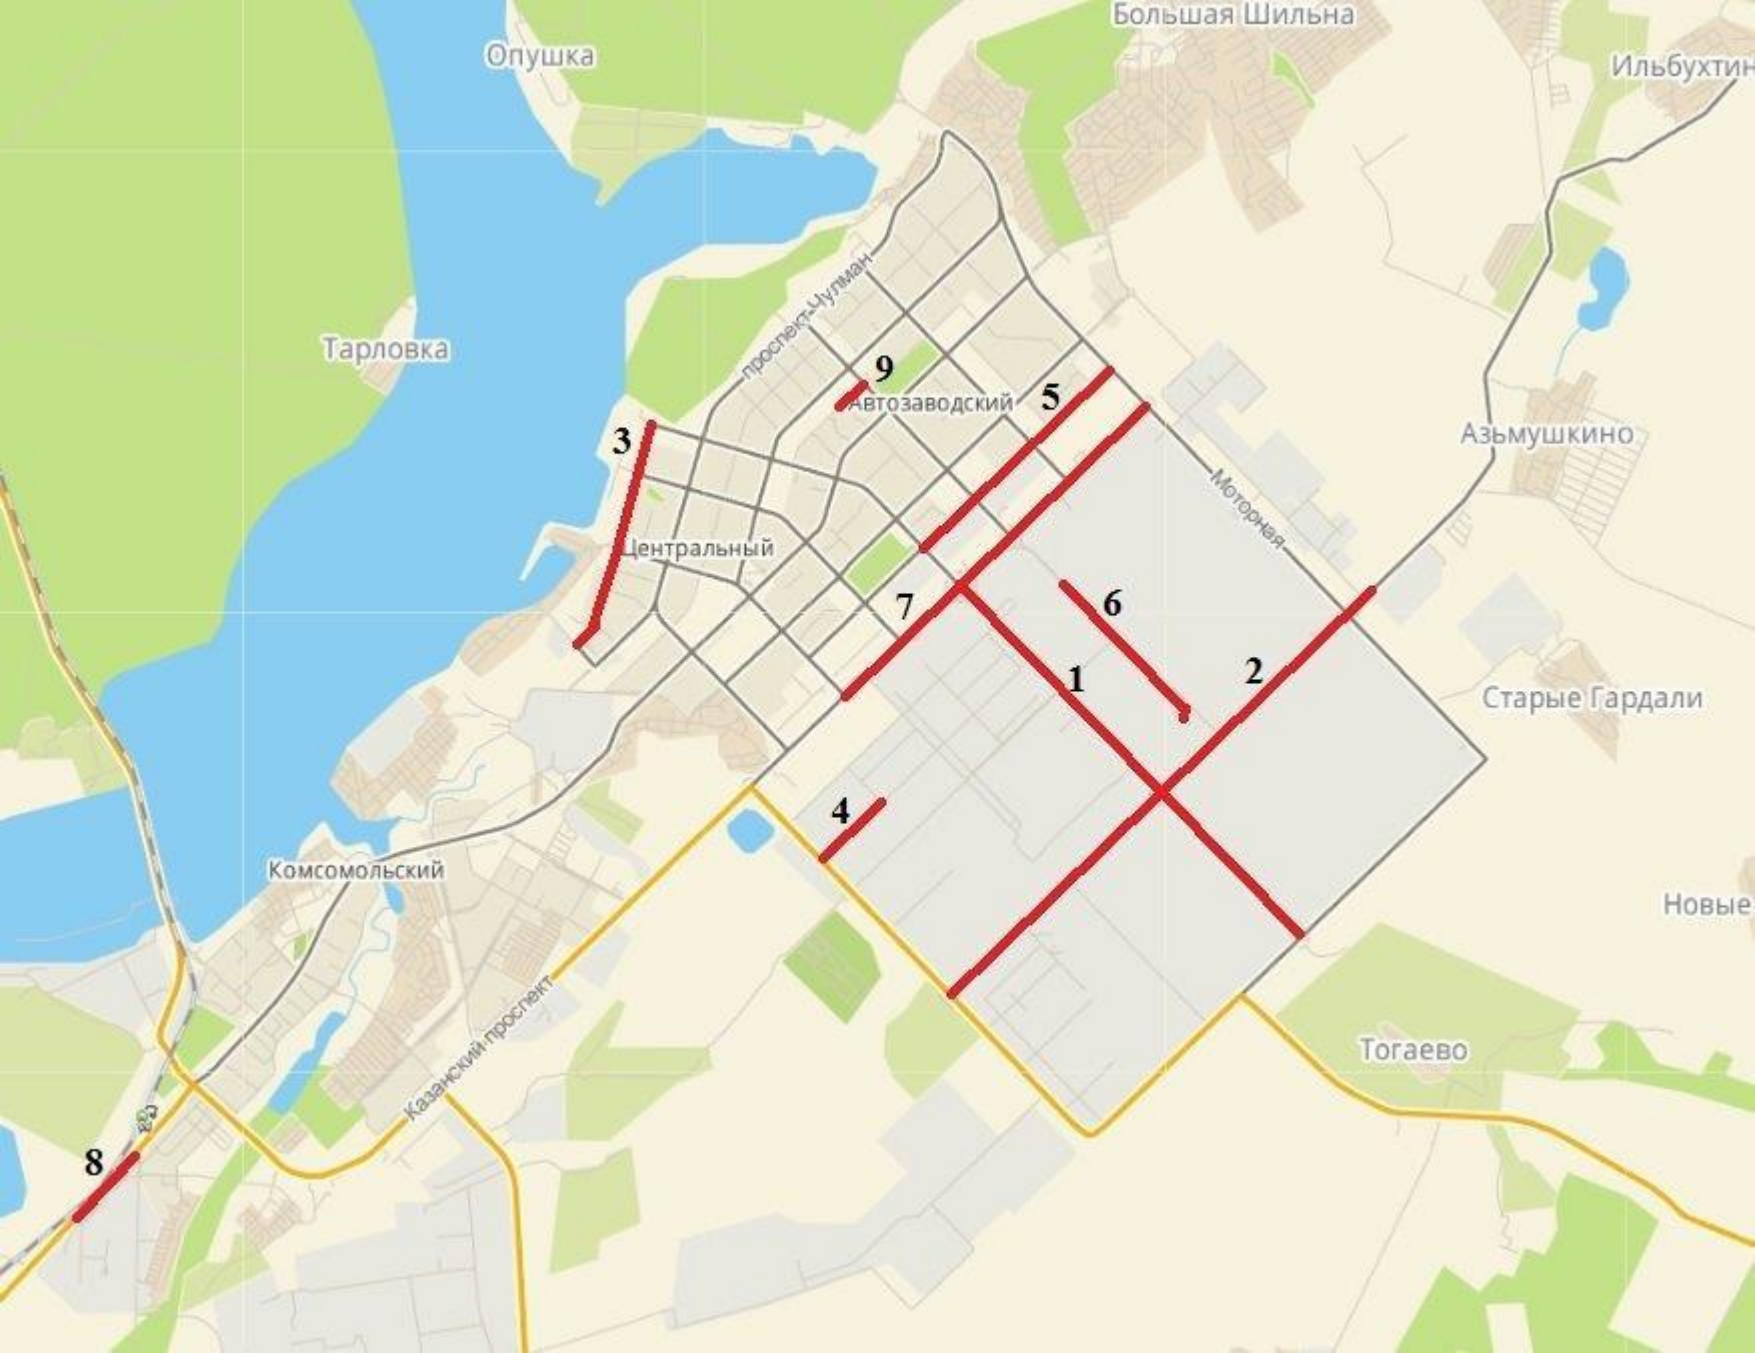 Большая Шильна
Опушка
Ильбухтин
проспект Чулман
Тарловка
9
5
Автозаводский
3
Азьмушкино
Моторная
Центральный
7
6
1
2
Старые Гардали
4
Комсомольский
Новые
Казанский проспект
Тогаево
8